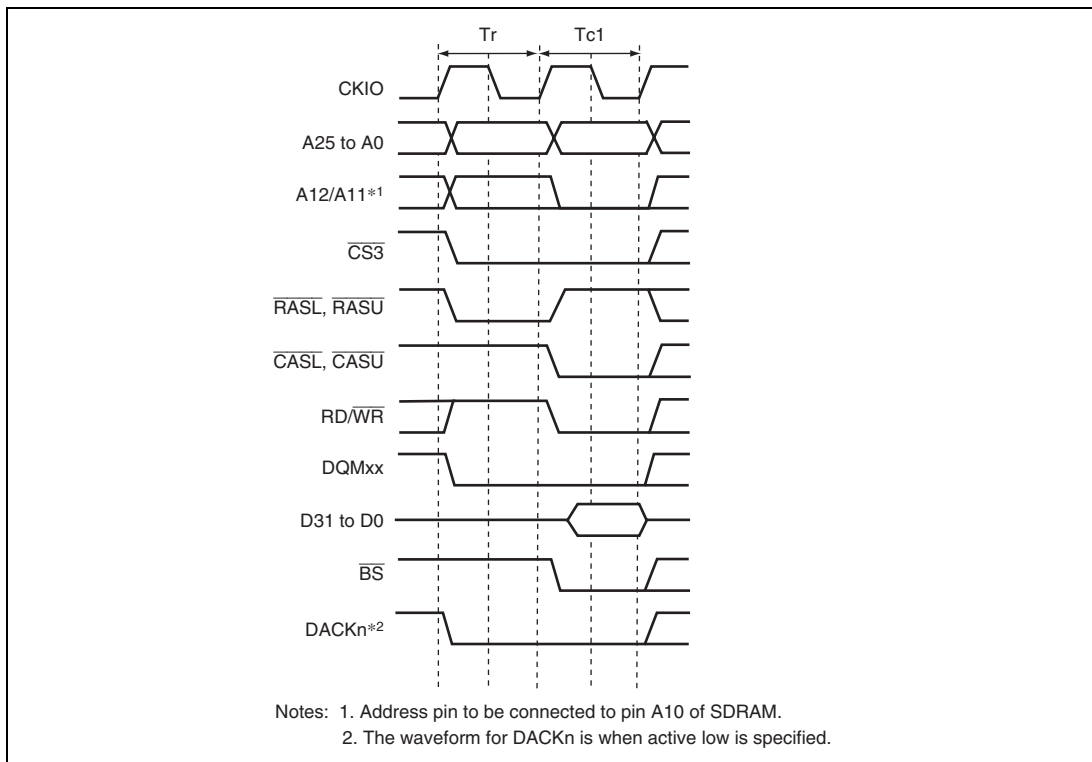 Tr Tc1
CKIO
A25 to A0
A12/A11*1
CS3
RASL, RASU
CASL, CASU
RD/WR
DQMxx
D31 to D0
BS
DACKn*2
Notes: 1. Address pin to be connected to pin A10 of SDRAM.
2. The waveform for DACKn is when active low is specified.